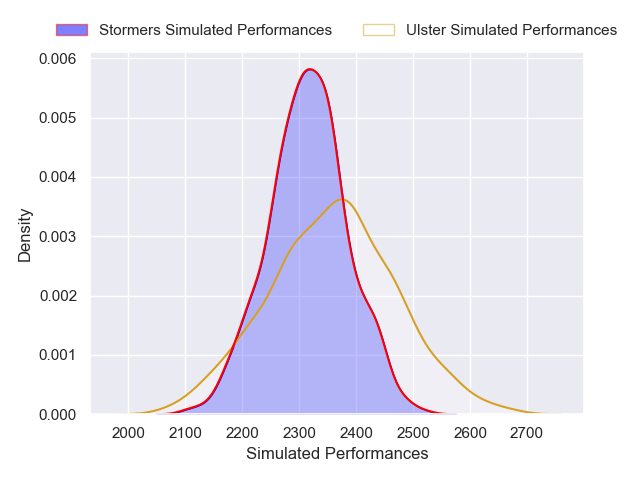 Stormers Simulated Performances Ulster Simulated Performances
0.006
0.005
0.004
0.003
0.002
0.001
0.000
Density
2000 2100 2200 2300 2400 2500 2600 2700
Simulated Performances